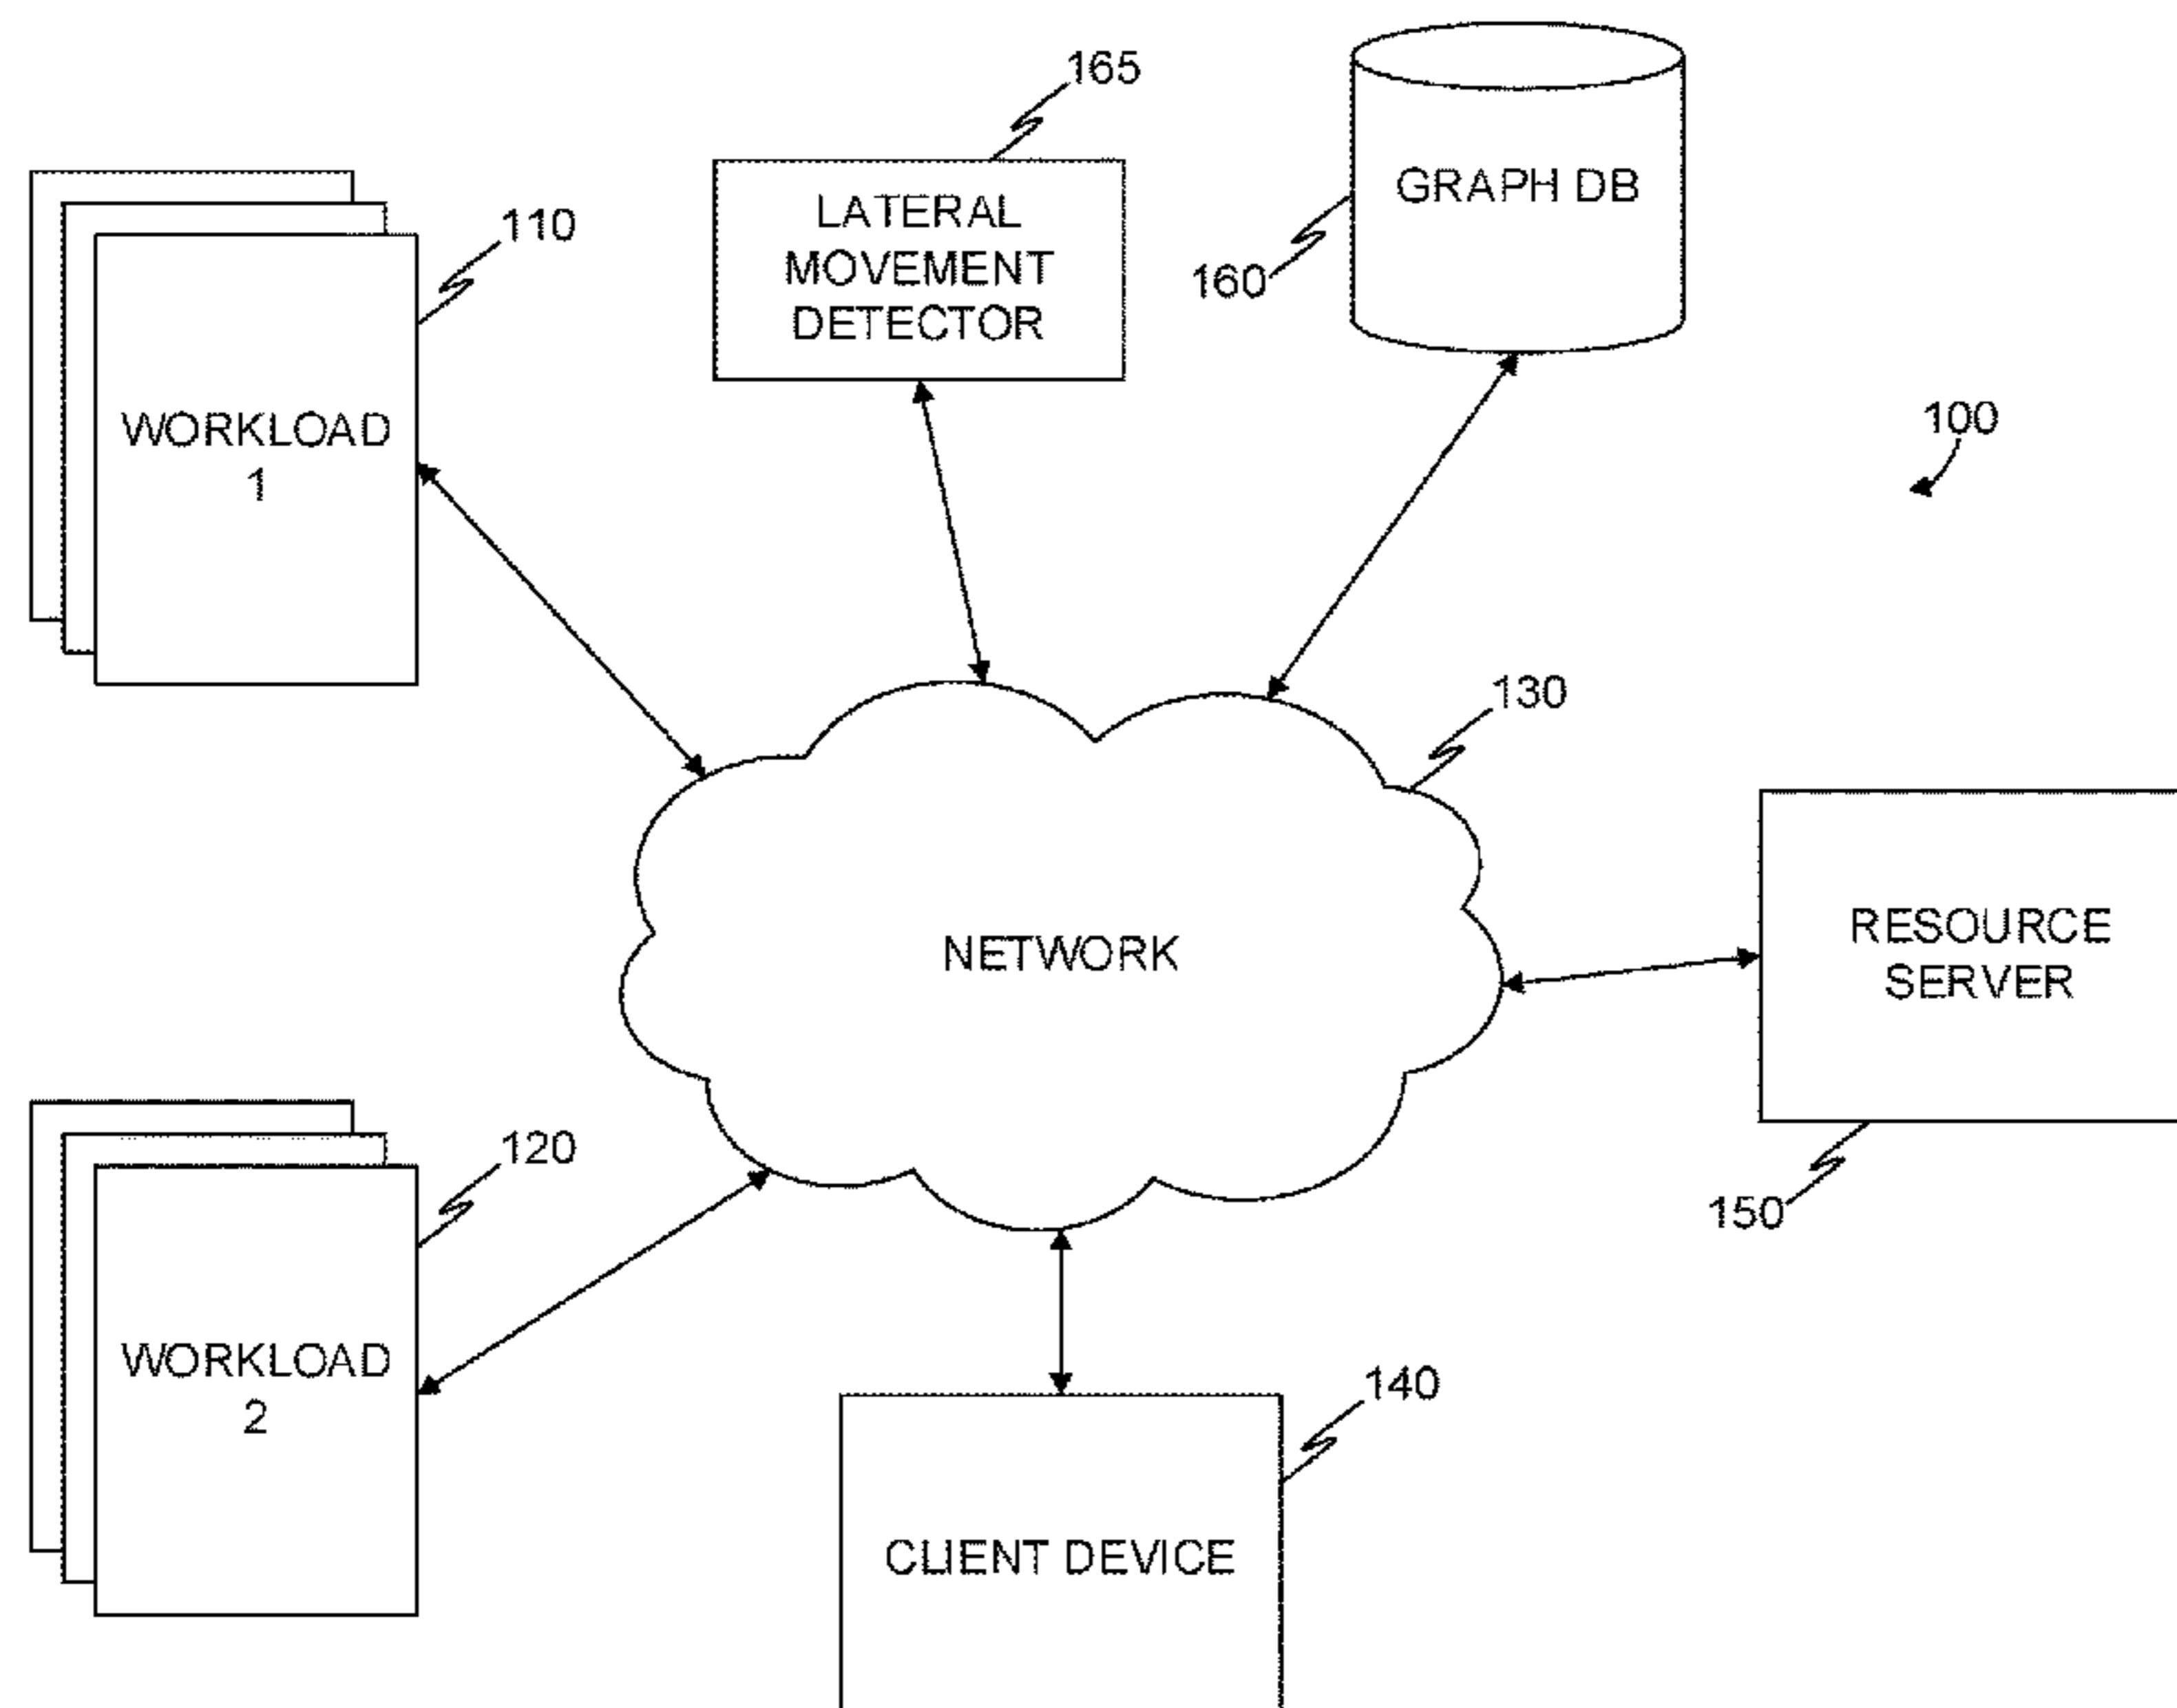 165
LATERAL
MOVEMENT
DETECTOR
GRAPH DB
160
110
WORKLOAD
1
100
130
NETWORK
RESOURCE
SERVER
150
120
WORKLOAD
2
140
CLIENT DEVICE